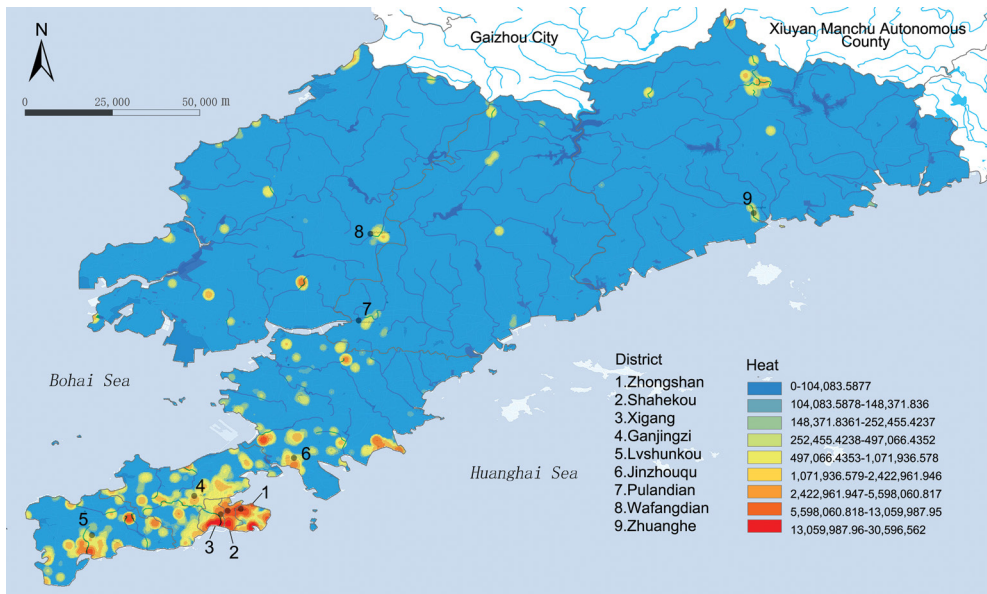 N
0 25,000 50,000 m
Gaizhou City
Xiuyan Manchu Autonomous
County
9
8
7
Bohai Sea
Huanghai Sea
6
4
1
5
3
2
District
1.Zhongshan
2.Shahekou
3.Xigang
4.Ganjingzi
5.Lvshunkou
6.Jinzhouqu
7.Pulandian
8.Wafangdian
9.Zhuanghe
Heat
0-104,083.5877
104,083.5878-148,371.836
148,371.8361-252,455.4237
252,455.4238-497,066.4352
497,066.4353-1,071,936.578
1,071,936.579-2,422,961.946
2,422,961.947-5,598,060.817
5,598,060.818-13,059,987.95
13,059,987.96-30,596,562